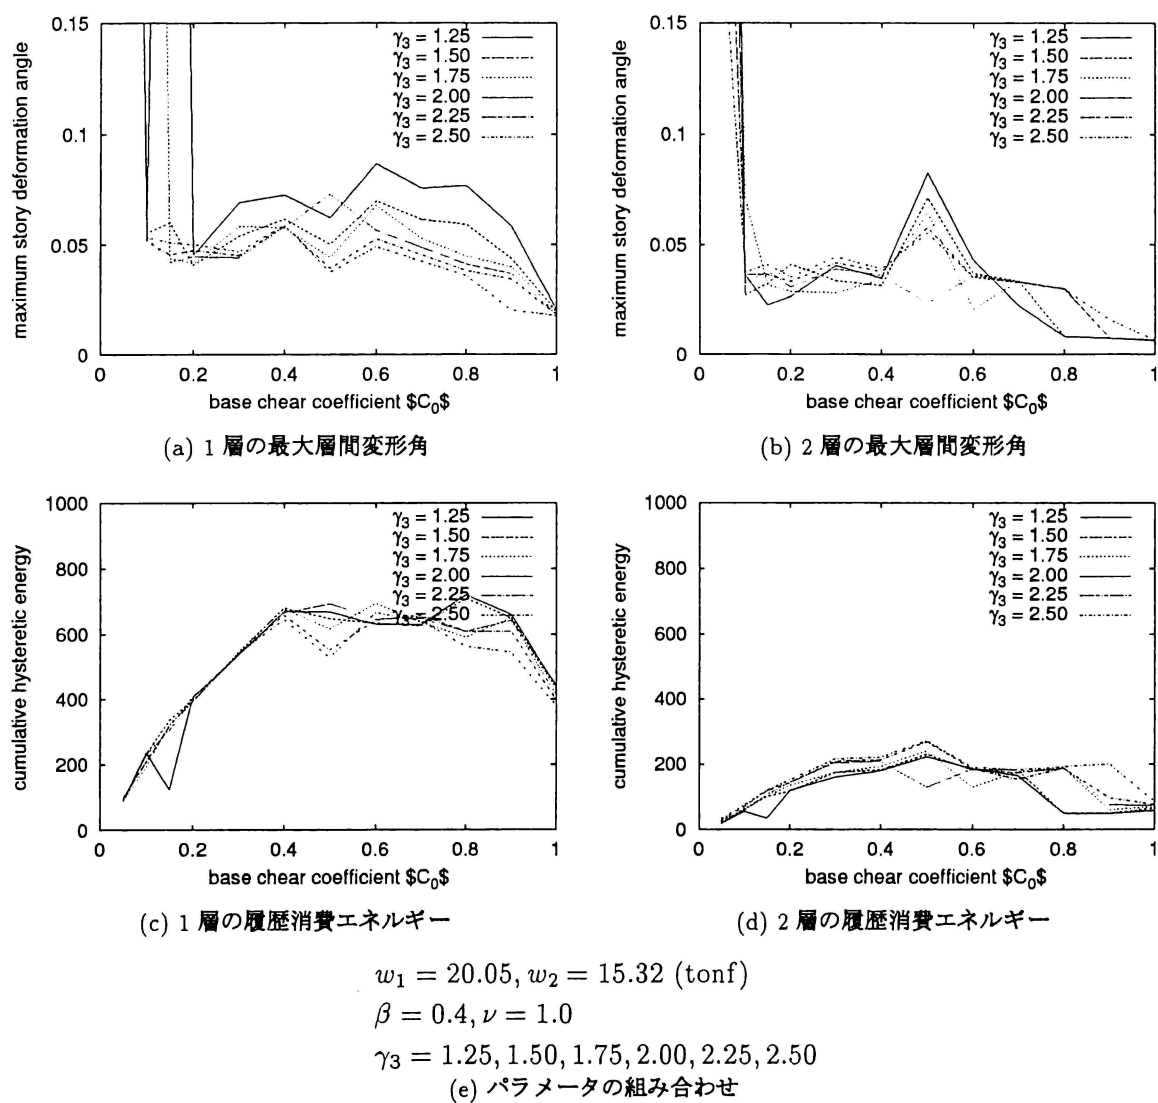 maximum story deformation angle
0.15
0.1
0.05
0
γ3 = 1.25
γ3 = 1.50
γ3 = 1.75
γ3 = 2.00
γ3 = 2.25
γ3 = 2.50
0 0.2 0.4 0.6 0.8 1
base chear coefficient $C0$
(a) 1 層の最大層間変形角
maximum story deformation angle
0.15
0.1
0.05
0
γ3 = 1.25
γ3 = 1.50
γ3 = 1.75
γ3 = 2.00
γ3 = 2.25
γ3 = 2.50
0 0.2 0.4 0.6 0.8 1
base chear coefficient $C0$
(b) 2 層の最大層間変形角
cumulative hysteretic energy
1000
800
600
400
200
0
γ3 = 1.25
γ3 = 1.50
γ3 = 1.75
γ3 = 2.00
γ3 = 2.25
γ3 = 2.50
0 0.2 0.4 0.6 0.8 1
base chear coefficient $C0$
(c) 1 層の履歴消費エネルギー
cumulative hysteretic energy
1000
800
600
400
200
0
γ3 = 1.25
γ3 = 1.50
γ3 = 1.75
γ3 = 2.00
γ3 = 2.25
γ3 = 2.50
0 0.2 0.4 0.6 0.8 1
base chear coefficient $C0$
(d) 2 層の履歴消費エネルギー
w1 = 20.05, w2 = 15.32 (tonf)
β = 0.4, ν = 1.0
γ3 = 1.25, 1.50, 1.75, 2.00, 2.25, 2.50
(e) パラメータの組み合わせ